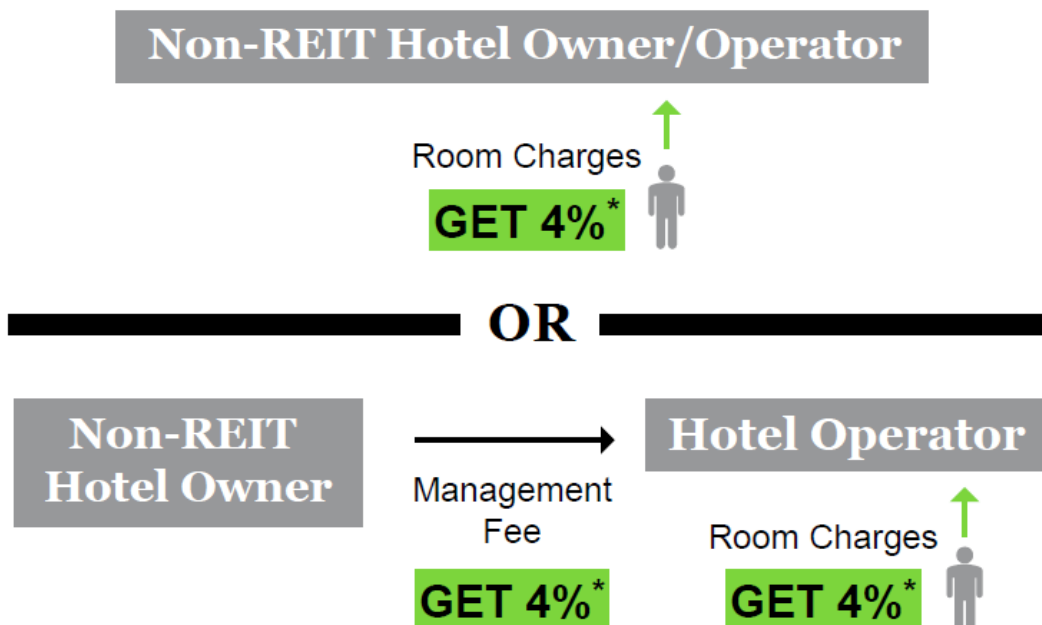 Non-REIT Hotel Owner/Operator
Room Charges
GET 4%*
OR
Non-REIT
Hotel Owner
Management
Fee
GET 4%*
Hotel Operator
Room Charges
GET 4%*